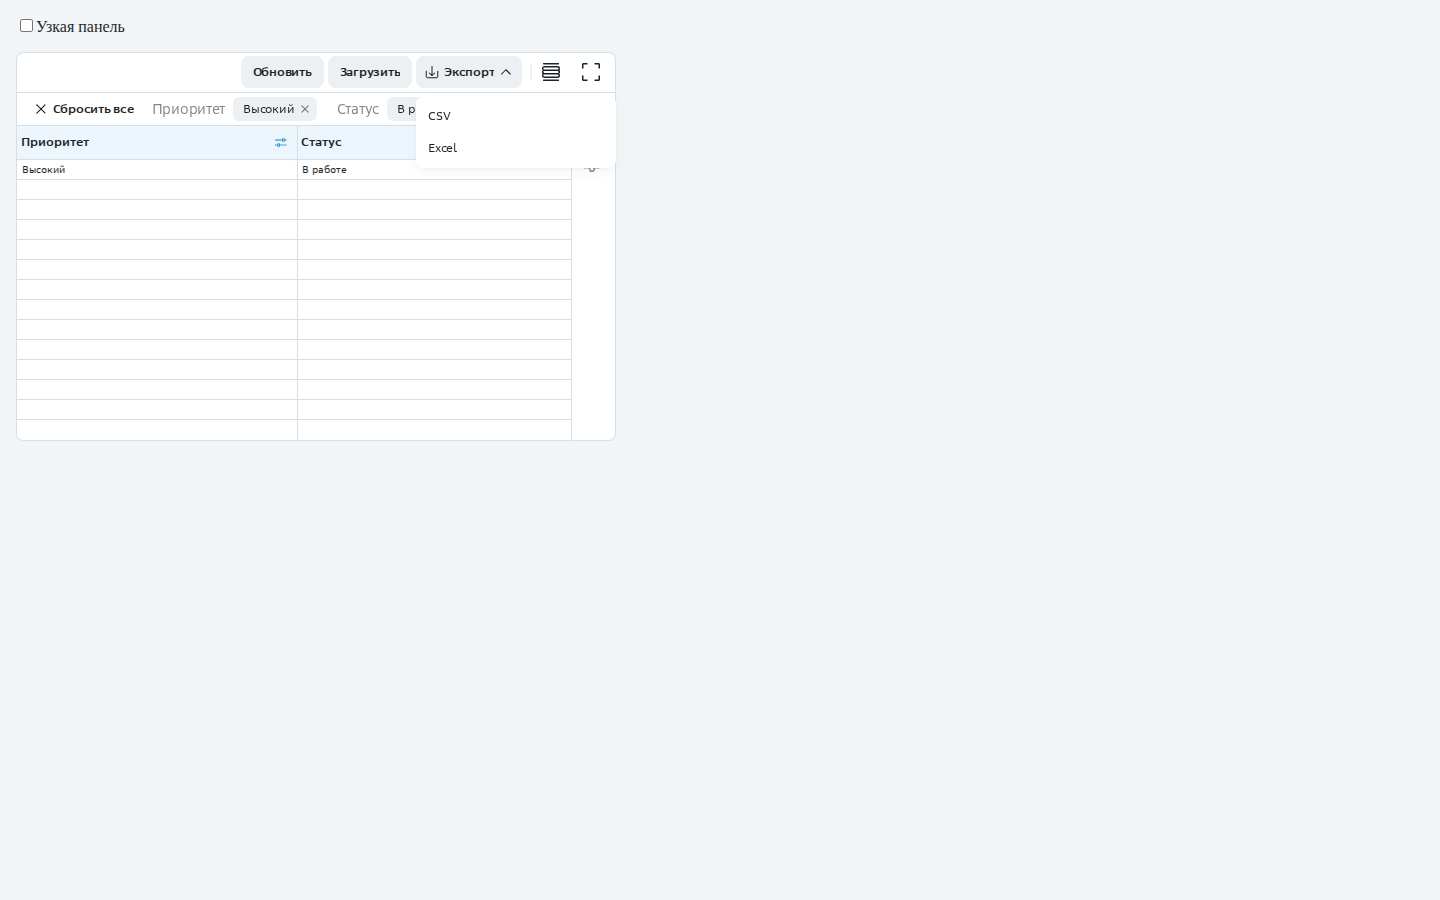 Узкая панель
Обновить Загрузить Экспорт
Сбросить все Приоритет Высокий Статус
CSV
Excel
Приоритет Статус
Высокий В работе